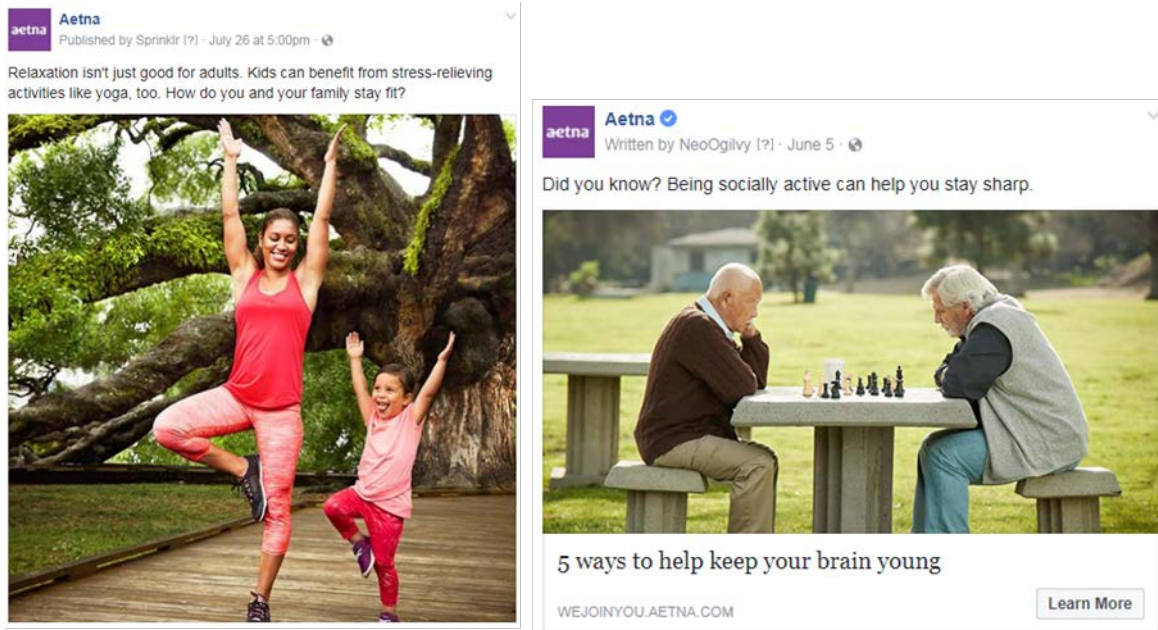 aetna
Aetna
Published by Sprinklr [?] · July 26 at 5:00pm ·
Relaxation isn't just good for adults. Kids can benefit from stress-relieving
activities like yoga, too. How do you and your family stay fit?
aetna
Aetna
Written by NeoOgilvy [?] · June 5 ·
Did you know? Being socially active can help you stay sharp.
5 ways to help keep your brain young
WEJOINYOU.AETNA.COM
Learn More